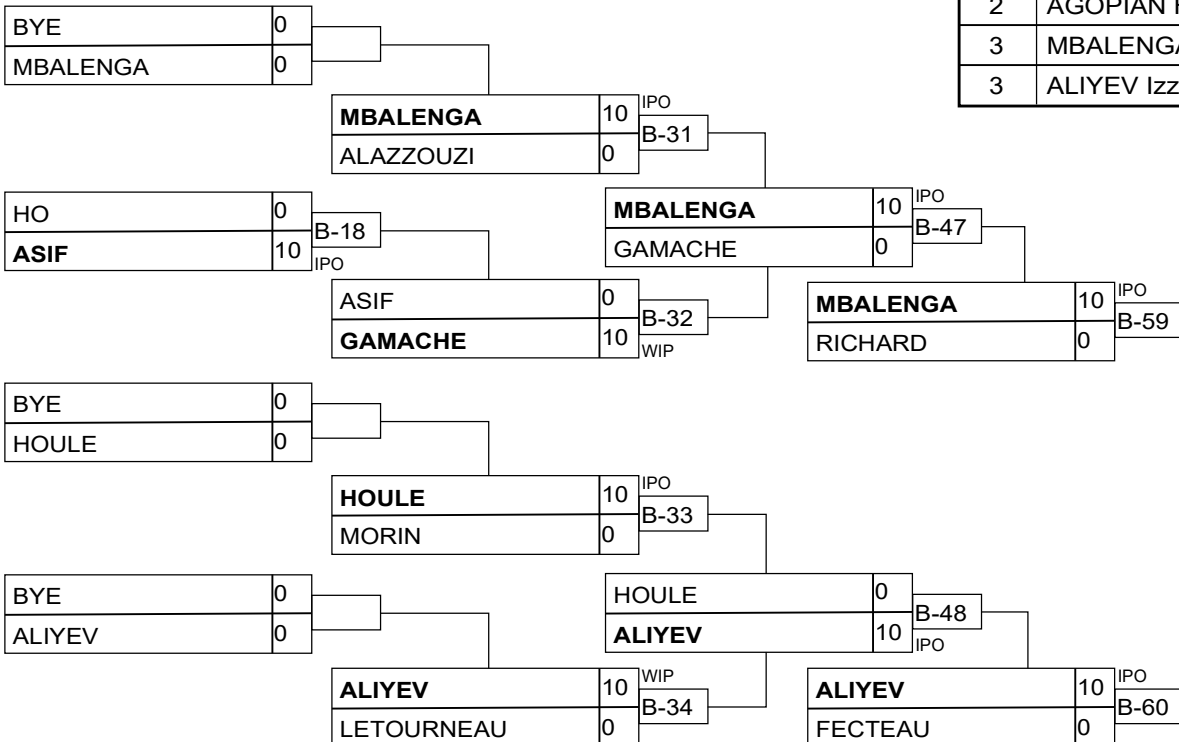 2 AGOPIAN
3 MBALENGA
3 ALIYEV Izz
BYE 0
MBALENGA 0
MBALENGA 10 IPO
B-31
ALAZZOUZI 0
HO 0
B-18
ASIF 10 IPO
MBALENGA 10 IPO
B-47
GAMACHE 0
ASIF 0
B-32
GAMACHE 10 WIP
MBALENGA 10 IPO
B-59
RICHARD 0
BYE 0
HOULE 0
HOULE 10 IPO
B-33
MORIN 0
BYE 0
ALIYEV 0
HOULE 0
B-48
ALIYEV 10 IPO
ALIYEV 10 WIP
B-34
LETOURNEAU 0
ALIYEV 10 IPO
B-60
FECTEAU 0